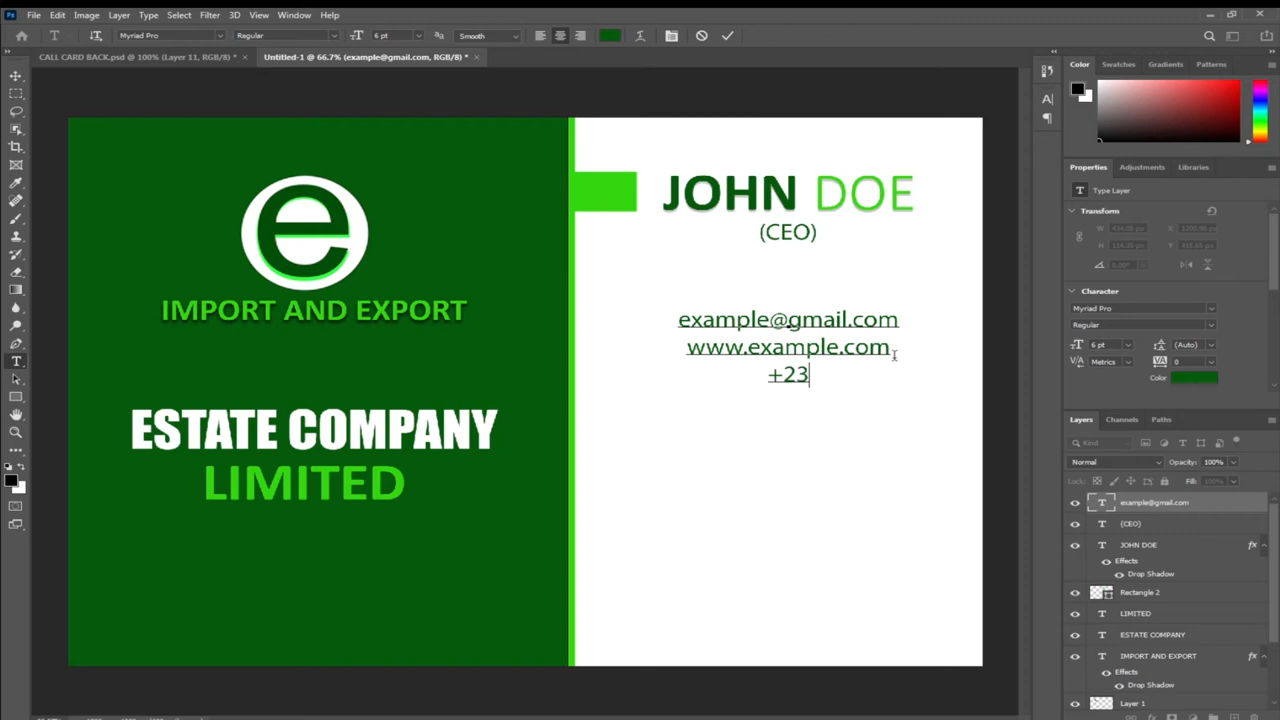 Ps File Edit Image Layer Type Select Filter 3D View Window Help
T Myriad Pro Regular 6 pt Smooth
CALL CARD BACK.psd @ 100% (Layer 11, RGB/8) * × Untitled-1 @ 66.7% (example@gmail.com, RGB/8) * ×
e
IMPORT AND EXPORT
ESTATE COMPANY
LIMITED
JOHN DOE
(CEO)
example@gmail.com
www.example.com
+23
Color Swatches Gradients Patterns
Properties Adjustments Libraries
T Type Layer
Transform
W X
H Y
Character
Myriad Pro
Regular
6 pt (Auto)
Metrics 0
Color
Layers Channels Paths
Kind
Normal Opacity: 100%
Lock: Fill: 100%
T example@gmail.com
T (CEO)
T JOHN DOE fx
Effects
Drop Shadow
Rectangle 2
T LIMITED
T ESTATE COMPANY
T IMPORT AND EXPORT fx
Effects
Drop Shadow
Layer 1